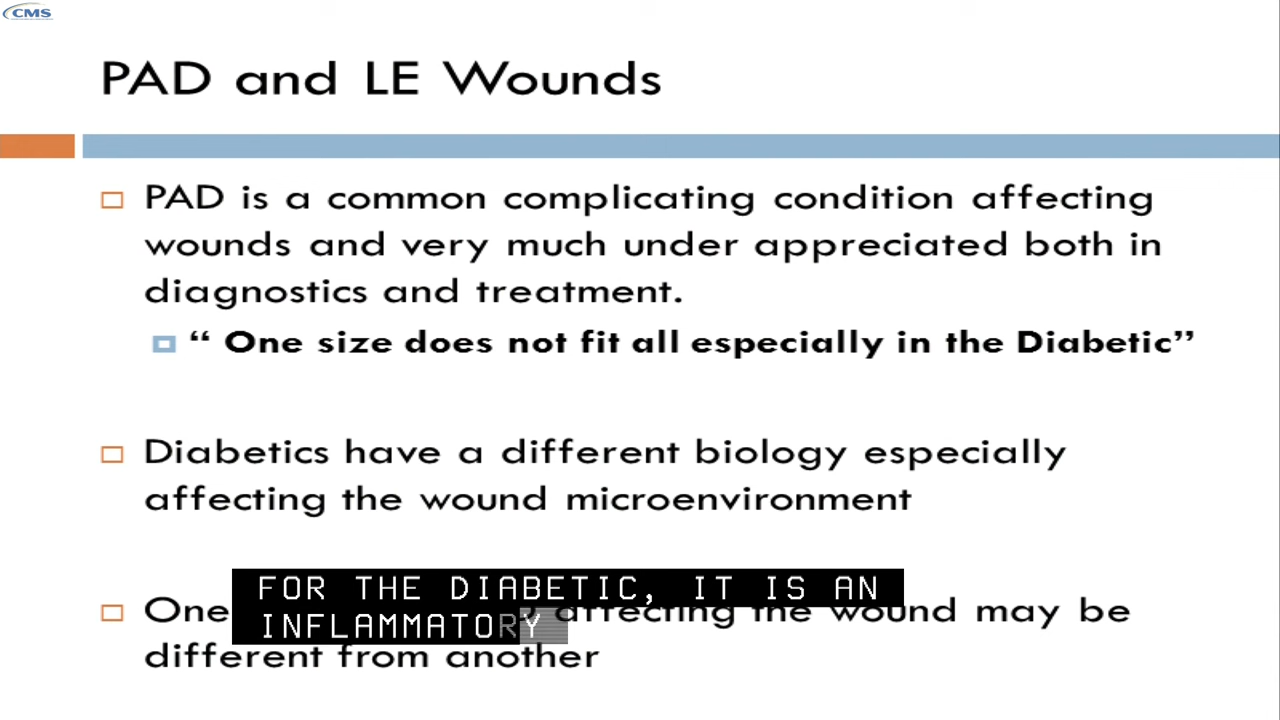 CMS
PAD and LE Wounds
PAD is a common complicating condition affecting
wounds and very much under appreciated both in
diagnostics and treatment.
“ One size does not fit all especially in the Diabetic”
Diabetics have a different biology especially
affecting the wound microenvironment
FOR THE DIABETIC, IT IS AN
INFLAMMATORY
One affecting the wound may be
different from another